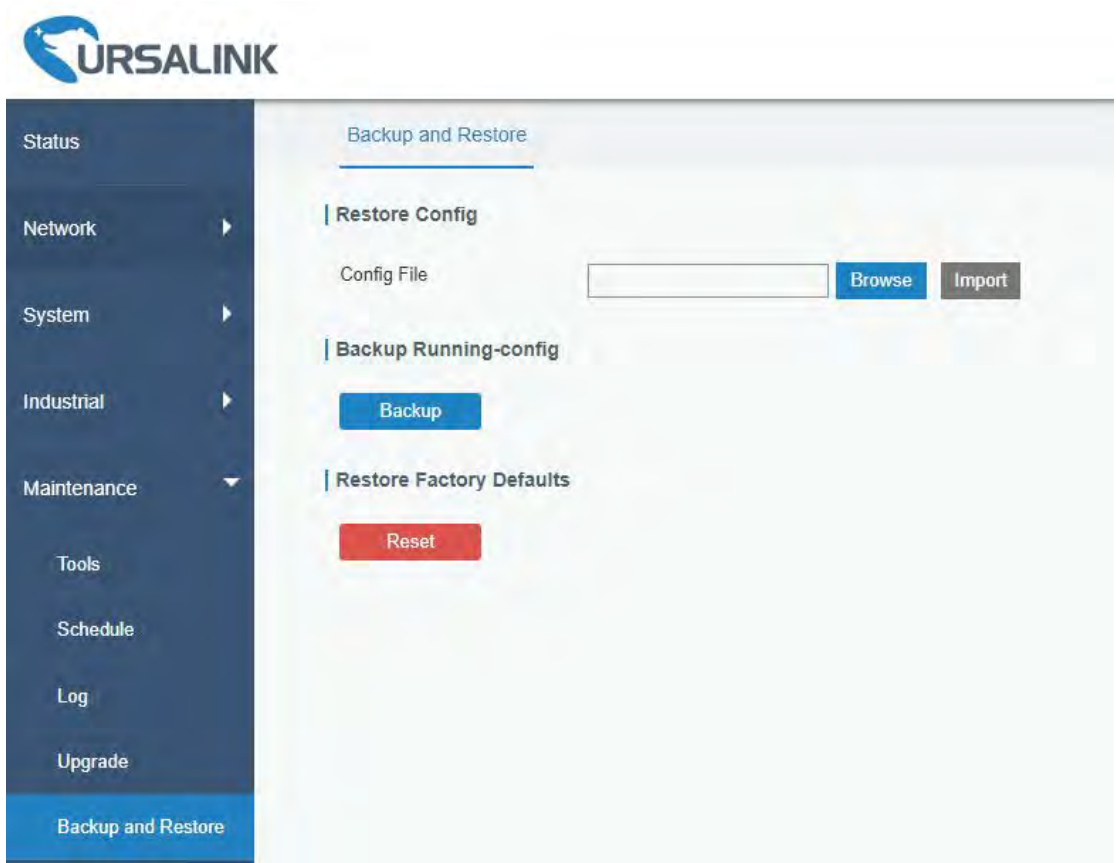 URSALINK
Status
Network
System
Industrial
Maintenance
Tools
Schedule
Log
Upgrade
Backup and Restore
Backup and Restore
Restore Config
Config File Browse Import
Backup Running-config
Backup
Restore Factory Defaults
Reset